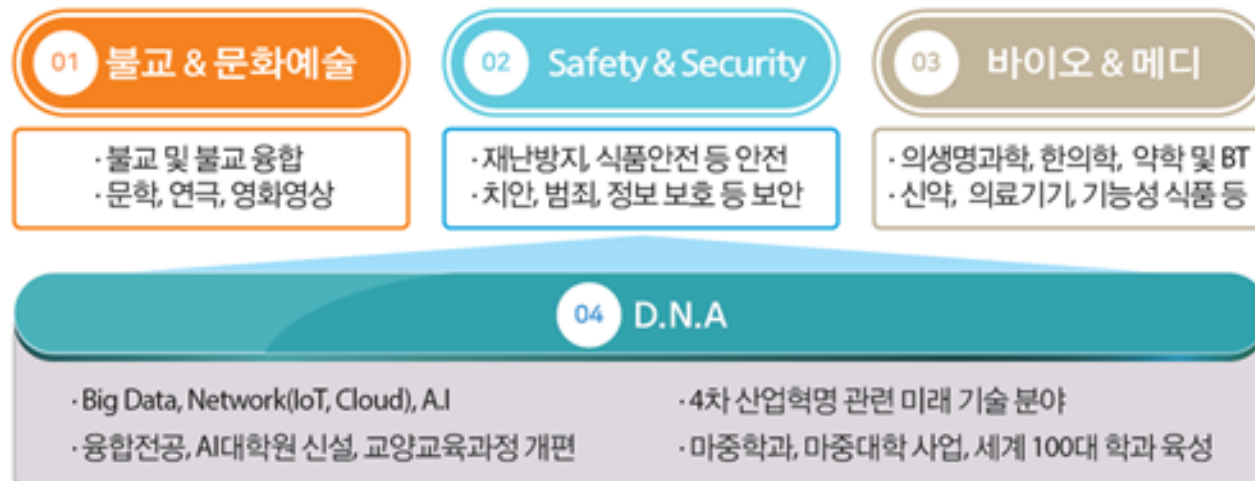 01 불교 & 문화예술
· 불교 및 불교 융합
· 문학, 연극, 영화영상
02 Safety & Security
· 재난방지, 식품안전 등 안전
· 치안, 범죄, 정보 보호 등 보안
03 바이오 & 메디
· 의생명과학, 한의학, 약학 및 BT
· 신약, 의료기기, 기능성 식품 등
04 D.N.A
· Big Data, Network(IoT, Cloud), A.I
· 융합전공, AI대학원 신설, 교양교육과정 개편
· 4차 산업혁명 관련 미래 기술 분야
· 마중학과, 마중대학 사업, 세계 100대 학과 육성